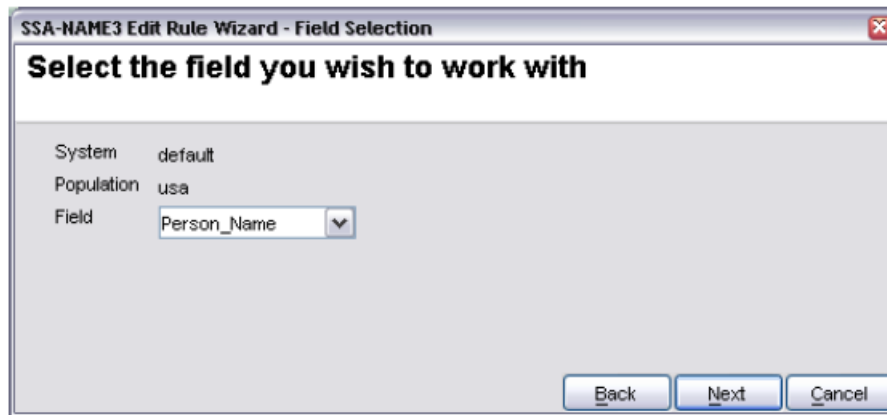 SSA-NAME3 Edit Rule Wizard - Field Selection
Select the field you wish to work with
System default
Population usa
Field Person_Name
Back Next Cancel